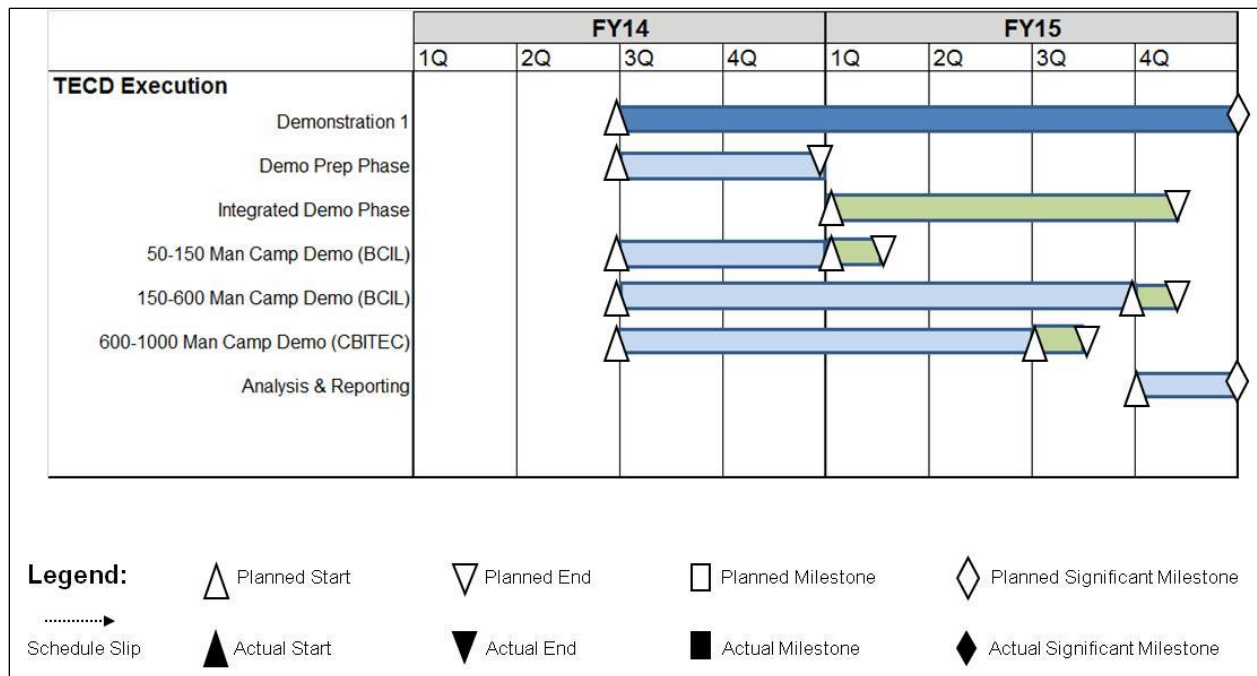 FY14 FY15
1Q 2Q 3Q 4Q 1Q 2Q 3Q 4Q
TECD Execution
Demonstration 1
Demo Prep Phase
Integrated Demo Phase
50-150 Man Camp Demo (BCIL)
150-600 Man Camp Demo (BCIL)
600-1000 Man Camp Demo (CBITEC)
Analysis & Reporting
Legend: Planned Start Planned End Planned Milestone Planned Significant Milestone
Schedule Slip Actual Start Actual End Actual Milestone Actual Significant Milestone